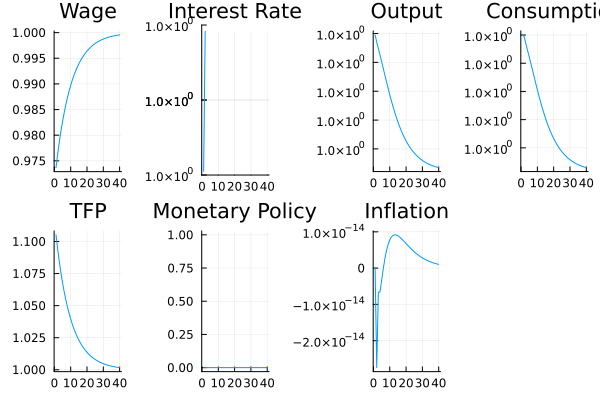 Wage
1.000
0.995
0.990
0.985
0.980
0.975
0 10 20 30 40
Interest Rate
1.0×10⁰
1.0×10⁰
1.0×10⁰
0 10 20 30 40
Output
1.0×10⁰
1.0×10⁰
1.0×10⁰
1.0×10⁰
1.0×10⁰
0 10 20 30 40
Consumptio
1.0×10⁰
1.0×10⁰
1.0×10⁰
1.0×10⁰
1.0×10⁰
0 10 20 30 40
TFP
1.100
1.075
1.050
1.025
1.000
0 10 20 30 40
Monetary Policy
1.00
0.75
0.50
0.25
0.00
0 10 20 30 40
Inflation
1.0×10⁻¹⁴
0
−1.0×10⁻¹⁴
−2.0×10⁻¹⁴
0 10 20 30 40